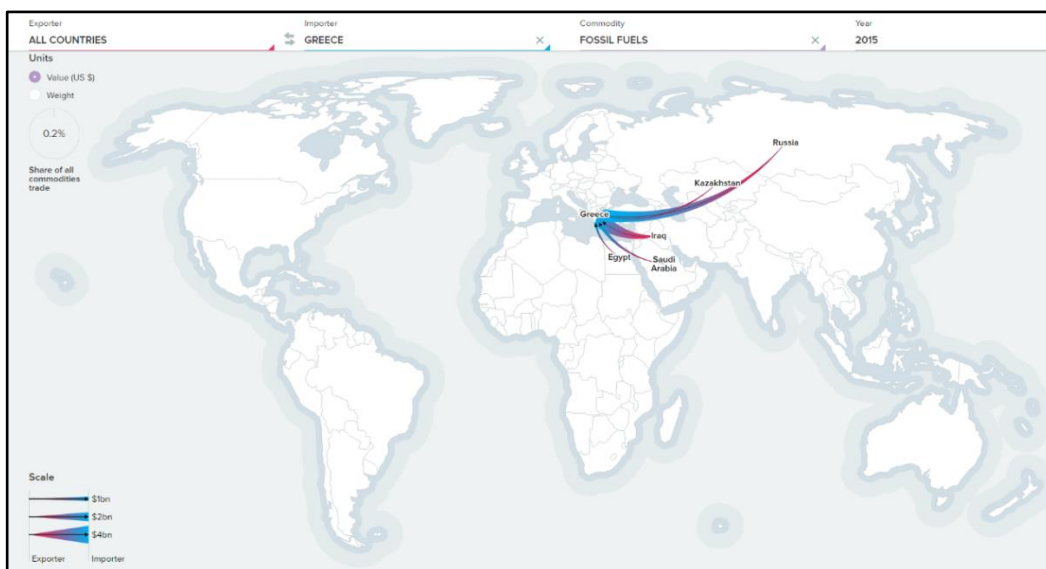 Exporter
ALL COUNTRIES
Importer
GREECE
Commodity
FOSSIL FUELS
Year
2015
Units
Value (US $)
Weight
0.2%
Share of all
commodities
trade
Russia
Kazakhstan
Greece
Iraq
Egypt
Saudi
Arabia
Scale
$1bn
$2bn
$4bn
Exporter
Importer